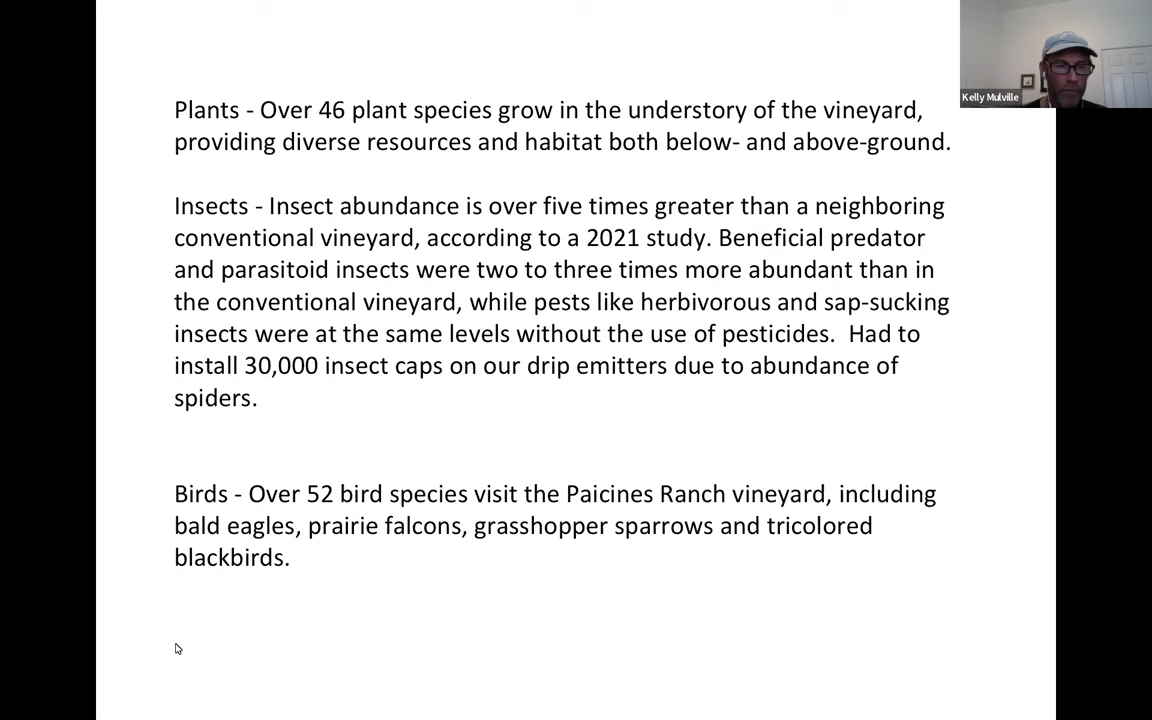 Kelly Mulville
Plants - Over 46 plant species grow in the understory of the vineyard,
providing diverse resources and habitat both below- and above-ground.
Insects - Insect abundance is over five times greater than a neighboring
conventional vineyard, according to a 2021 study. Beneficial predator
and parasitoid insects were two to three times more abundant than in
the conventional vineyard, while pests like herbivorous and sap-sucking
insects were at the same levels without the use of pesticides.  Had to
install 30,000 insect caps on our drip emitters due to abundance of
spiders.
Birds - Over 52 bird species visit the Paicines Ranch vineyard, including
bald eagles, prairie falcons, grasshopper sparrows and tricolored
blackbirds.